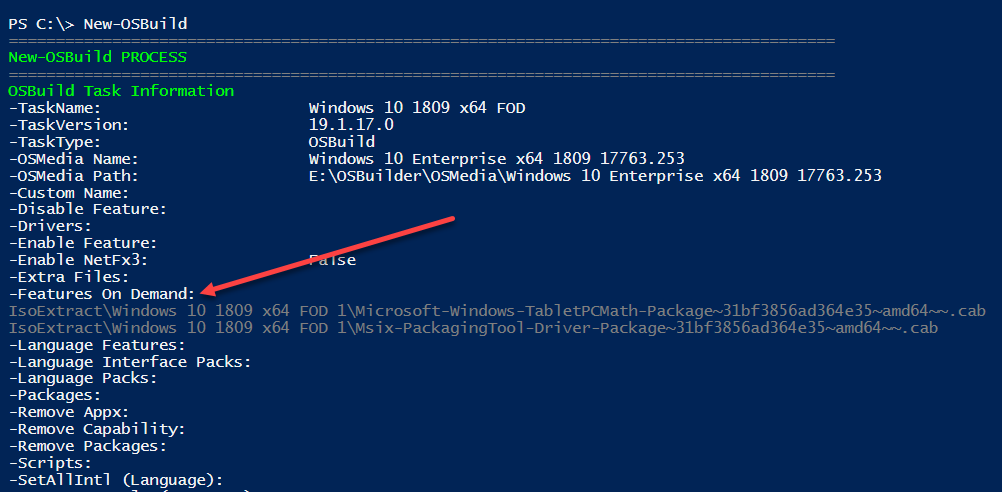 PS C:\> New-OSBuild
================================================================================
New-OSBuild PROCESS
================================================================================
OSBuild Task Information
-TaskName: Windows 10 1809 x64 FOD
-TaskVersion: 19.1.17.0
-TaskType: OSBuild
-OSMedia Name: Windows 10 Enterprise x64 1809 17763.253
-OSMedia Path: E:\OSBuilder\OSMedia\Windows 10 Enterprise x64 1809 17763.253
-Custom Name:
-Disable Feature:
-Drivers:
-Enable Feature:
-Enable NetFx3: False
-Extra Files:
-Features On Demand:
IsoExtract\Windows 10 1809 x64 FOD 1\Microsoft-Windows-TabletPCMath-Package~31bf3856ad364e35~amd64~~.cab
IsoExtract\Windows 10 1809 x64 FOD 1\Msix-PackagingTool-Driver-Package~31bf3856ad364e35~amd64~~.cab
-Language Features:
-Language Interface Packs:
-Language Packs:
-Packages:
-Remove Appx:
-Remove Capability:
-Remove Packages:
-Scripts:
-SetAllIntl (Language):